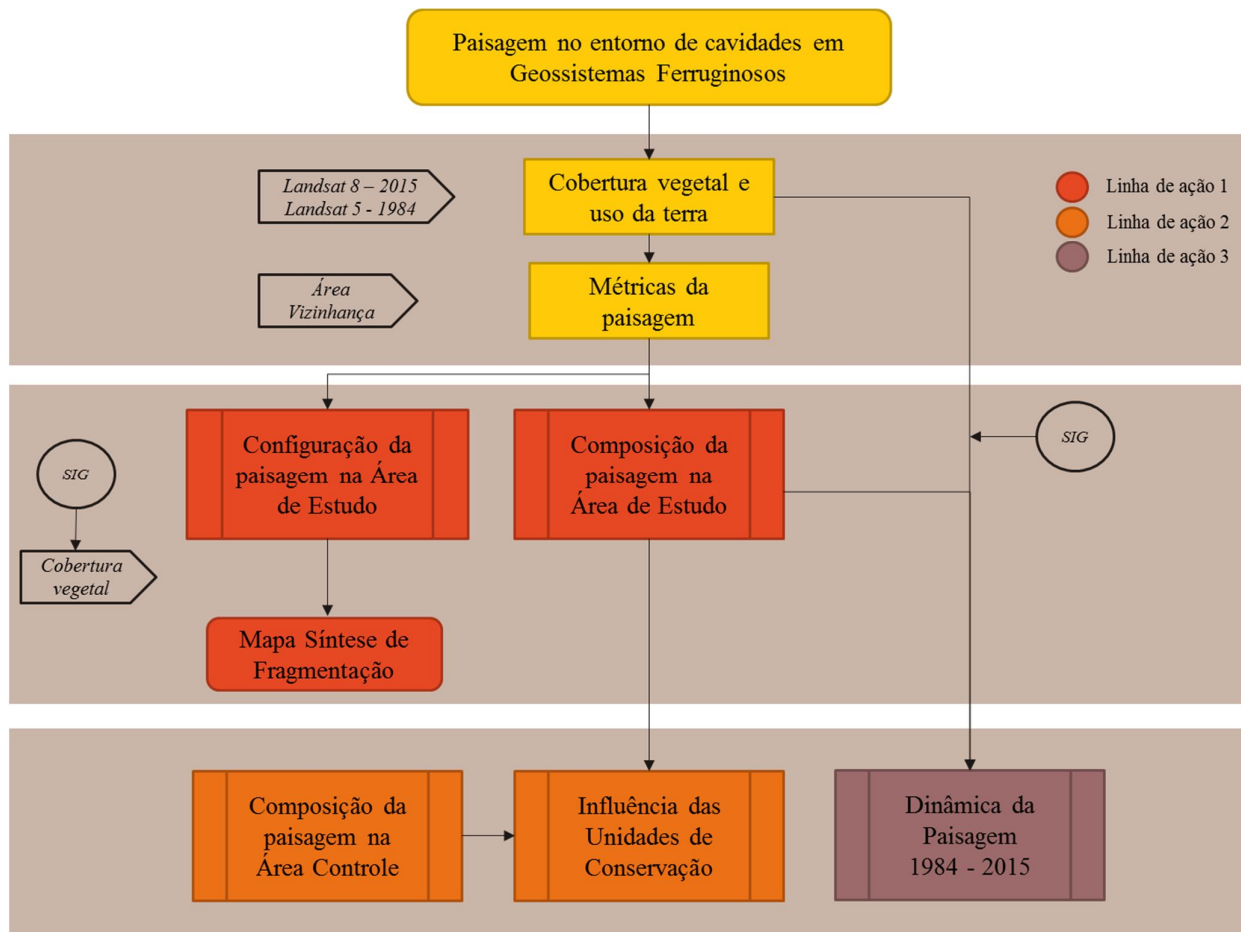 Paisagem no entorno de cavidades em
Geossistemas Ferruginosos
Landsat 8 – 2015
Landsat 5 - 1984
Cobertura vegetal e
uso da terra
Linha de ação 1
Linha de ação 2
Linha de ação 3
Área
Vizinhança
Métricas da
paisagem
SIG
Cobertura
vegetal
Configuração da
paisagem na Área
de Estudo
Composição da
paisagem na
Área de Estudo
SIG
Mapa Síntese de
Fragmentação
Composição da
paisagem na
Área Controle
Influência das
Unidades de
Conservação
Dinâmica da
Paisagem
1984 - 2015